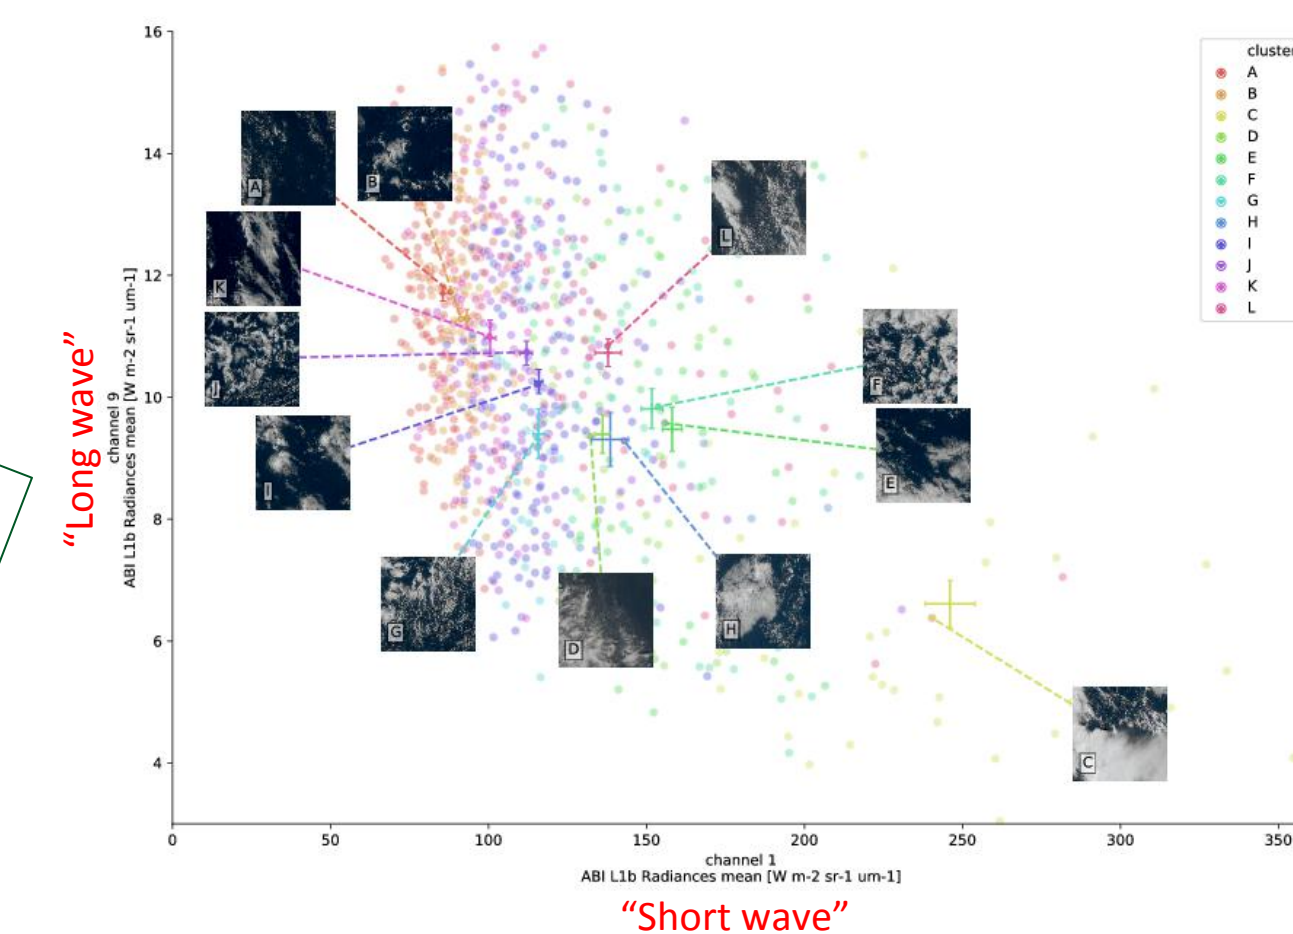 16
14
12
10
8
6
4
0
50
100
150
200
250
300
350
"Long wave"
channel 9
ABI L1b Radiances mean [W m-2 sr-1 um-1]
channel 1
ABI L1b Radiances mean [W m-2 sr-1 um-1]
“Short wave”
A
B
K
J
I
G
D
H
L
F
E
C
cluster
A
B
C
D
E
F
G
H
I
J
K
L